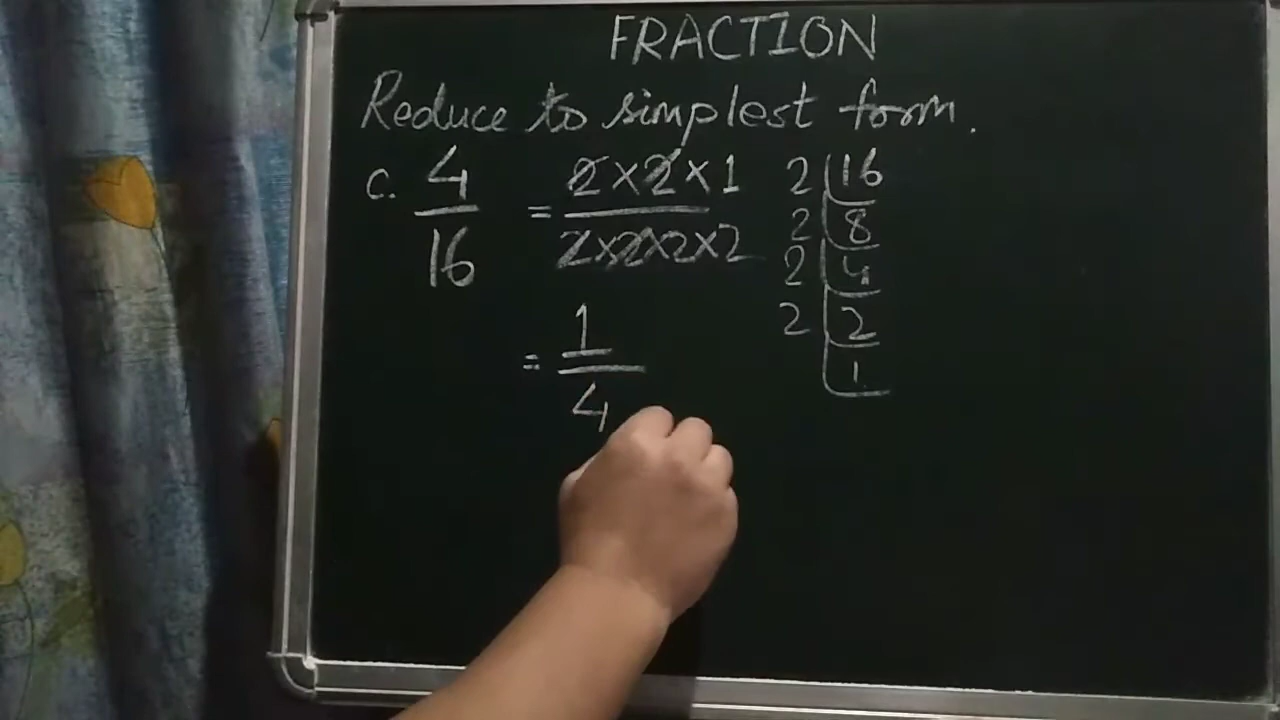 FRACTION
Reduce to simplest form.
c. 4/16 = 2×2×1/2×2×2×2
= 1/4
2 16
2 8
2 4
2 2
1